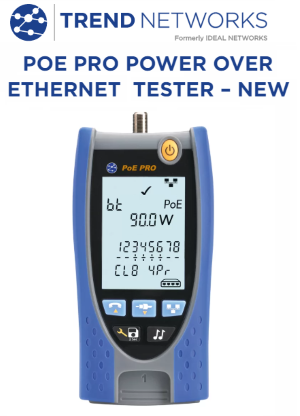 TREND NETWORKS
Formerly IDEAL NETWORKS
POE PRO POWER OVER
ETHERNET TESTER – NEW
PoE PRO
bt PoE
90.0W
12345678
CL8 4Pr
1